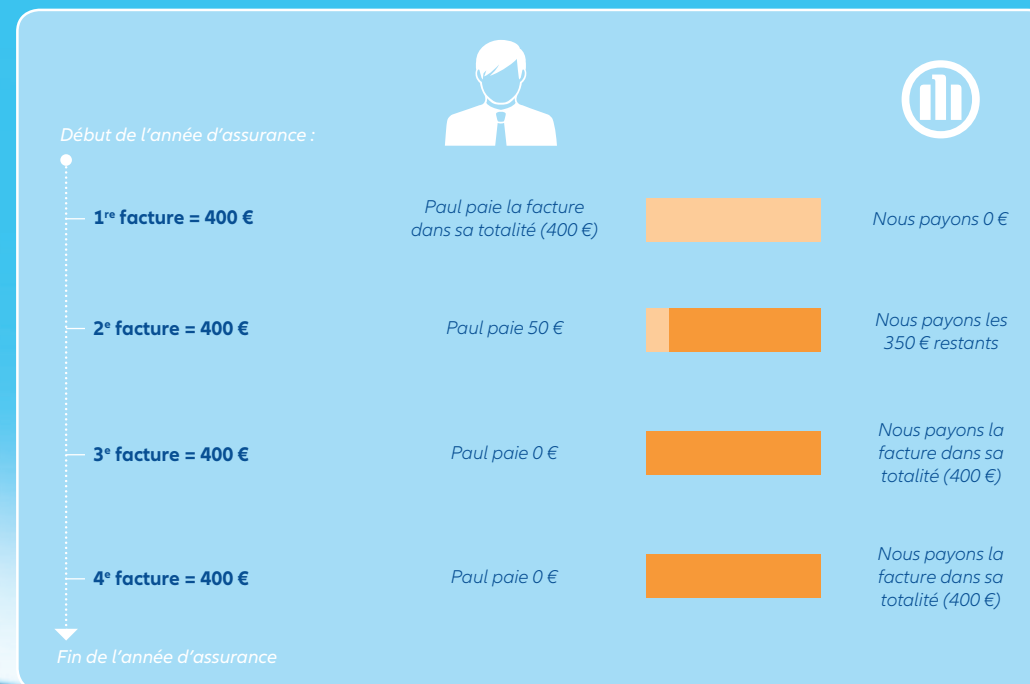 Début de l'année d'assurance :
1re facture = 400 €
Paul paie la facture
dans sa totalité (400 €)
Nous payons 0 €
2e facture = 400 €
Paul paie 50 €
Nous payons les
350 € restants
3e facture = 400 €
Paul paie 0 €
Nous payons la
facture dans sa
totalité (400 €)
4e facture = 400 €
Paul paie 0 €
Nous payons la
facture dans sa
totalité (400 €)
Fin de l'année d'assurance